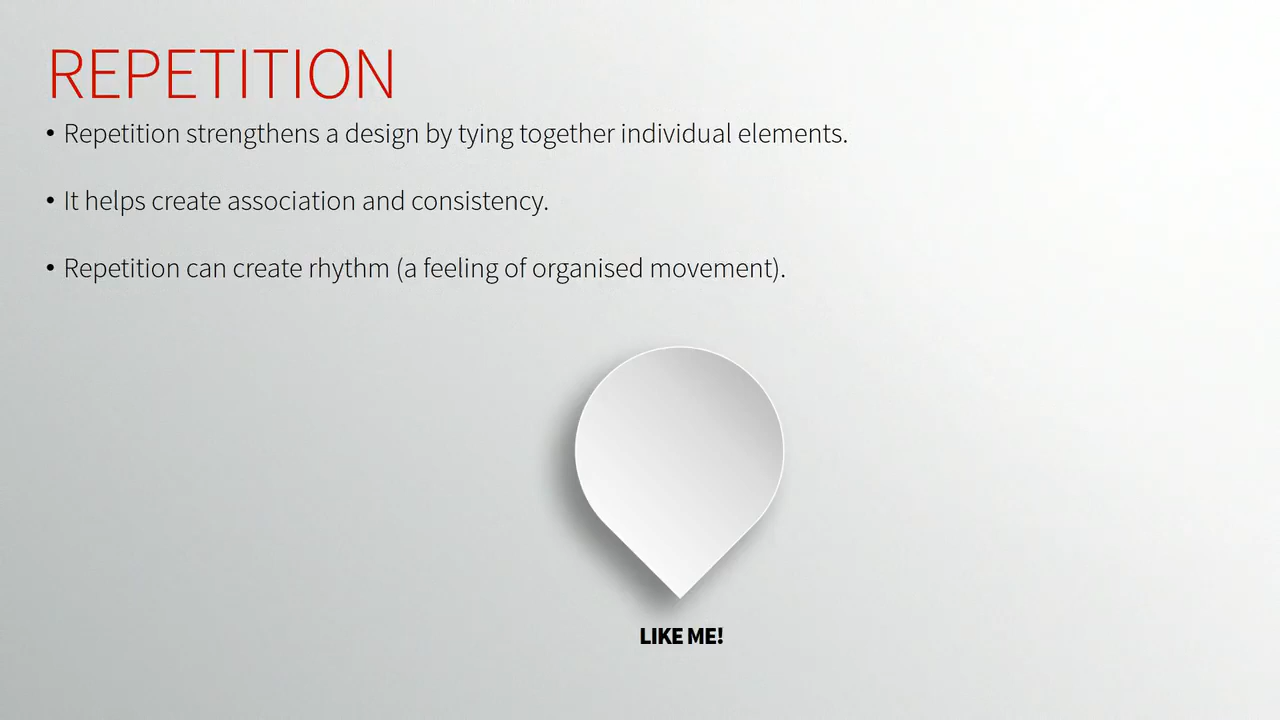 REPETITION
• Repetition strengthens a design by tying together individual elements.
• It helps create association and consistency.
• Repetition can create rhythm (a feeling of organised movement).
LIKE ME!